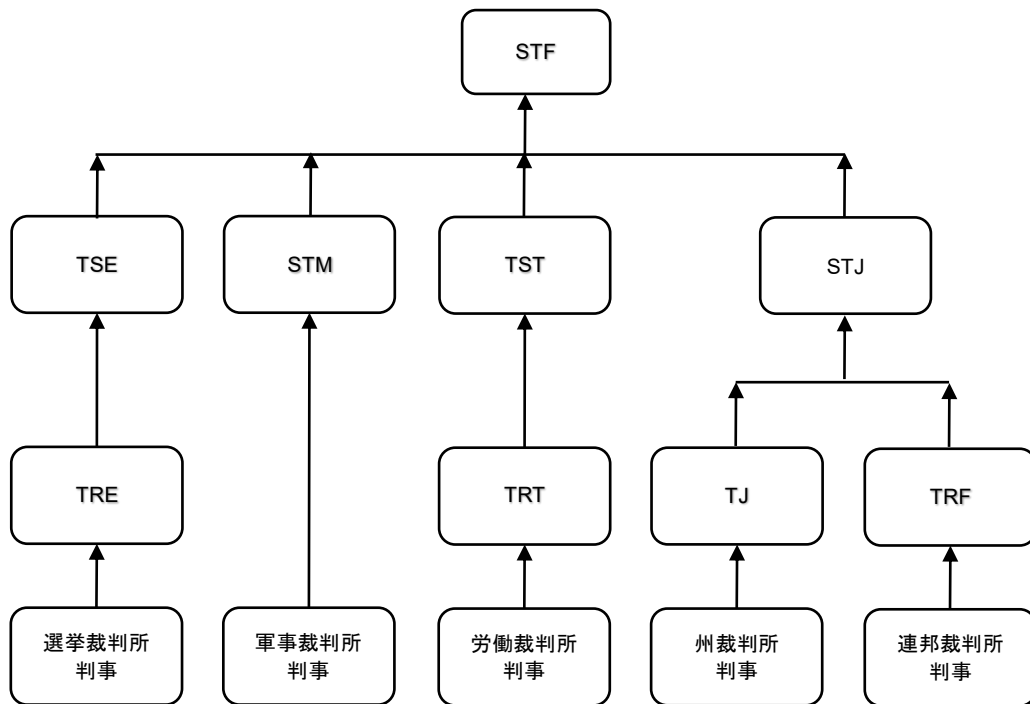 STF
TSE
STM
TST
STJ
TRE
TRT
TJ
TRF
選挙裁判所
判事
軍事裁判所
判事
労働裁判所
判事
州裁判所
判事
連邦裁判所
判事